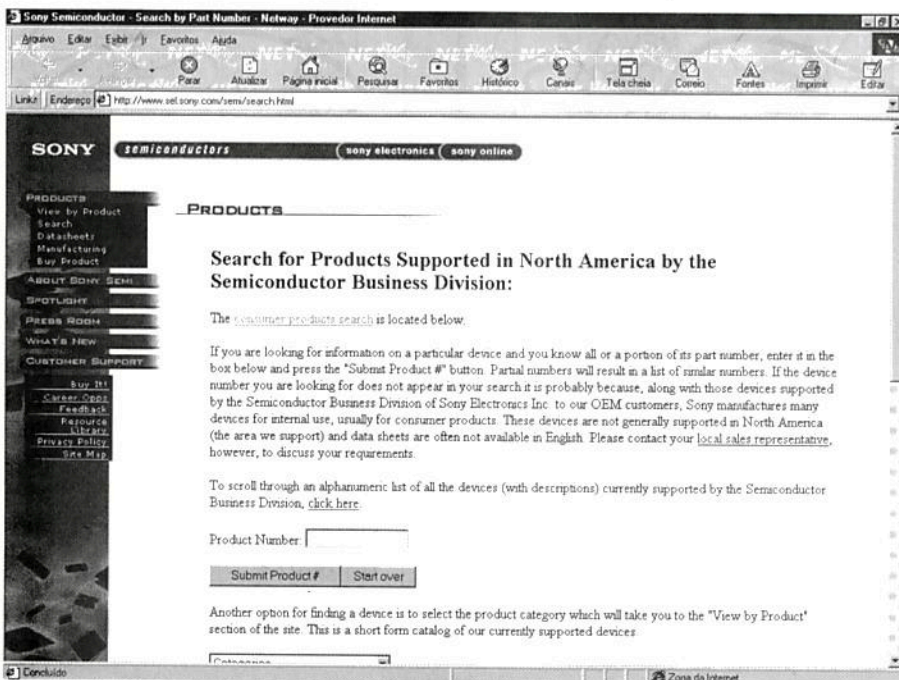 Sony Semiconductor - Search by Part Number - Netway - Provedor Internet
Arquivo Editar Exibir Ir Favoritos Ajuda
Parar Atualizar Página inicial Pesquisar Favoritos Histórico Canais Tela cheia Correio Fontes Imprimir Editar
Links Endereço http://www.sel.sony.com/semi/search.html
SONY semiconductors sony electronics sony online
PRODUCTS
View by Product
Search
Datasheets
Manufacturing
Buy Product
ABOUT SONY SEMI
SPOTLIGHT
PRESS ROOM
WHAT'S NEW
CUSTOMER SUPPORT
Buy It!
Career Opps
Feedback
Resource
Library
Privacy Policy
Site Map
PRODUCTS
Search for Products Supported in North America by the
Semiconductor Business Division:
The consumer products search is located below.
If you are looking for information on a particular device and you know all or a portion of its part number, enter it in the
box below and press the "Submit Product #" button. Partial numbers will result in a list of similar numbers. If the device
number you are looking for does not appear in your search it is probably because, along with those devices supported
by the Semiconductor Business Division of Sony Electronics Inc. to our OEM customers, Sony manufactures many
devices for internal use, usually for consumer products. These devices are not generally supported in North America
(the area we support) and data sheets are often not available in English. Please contact your local sales representative,
however, to discuss your requirements.
To scroll through an alphanumeric list of all the devices (with descriptions) currently supported by the Semiconductor
Business Division, click here.
Product Number:
Submit Product # Start over
Another option for finding a device is to select the product category which will take you to the "View by Product"
section of the site. This is a short form catalog of our currently supported devices
Categories
Concluído Zona da Internet